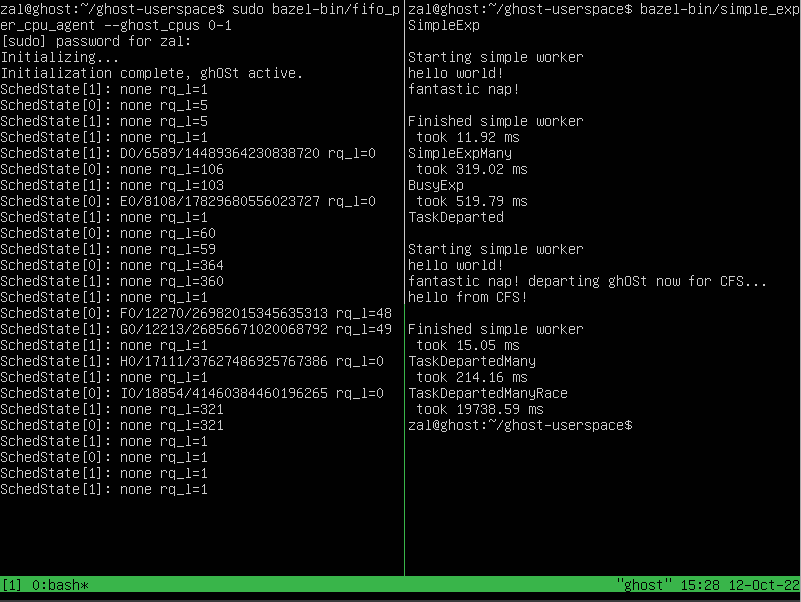 zal@ghost:~/ghost-userspace$ sudo bazel-bin/fifo_p
er_cpu_agent --ghost_cpus 0-1
[sudo] password for zal:
Initializing...
Initialization complete, ghOSt active.
SchedState[1]: none rq_l=1
SchedState[0]: none rq_l=5
SchedState[1]: none rq_l=5
SchedState[0]: none rq_l=1
SchedState[1]: D0/6589/14489364230838720 rq_l=0
SchedState[0]: none rq_l=106
SchedState[1]: none rq_l=103
SchedState[0]: E0/8108/17829680556023727 rq_l=0
SchedState[1]: none rq_l=1
SchedState[0]: none rq_l=60
SchedState[1]: none rq_l=59
SchedState[0]: none rq_l=364
SchedState[1]: none rq_l=360
SchedState[1]: none rq_l=1
SchedState[0]: F0/12270/26982015345635313 rq_l=48
SchedState[1]: G0/12213/26856671020068792 rq_l=49
SchedState[1]: none rq_l=1
SchedState[0]: H0/17111/37627486925767386 rq_l=0
SchedState[1]: none rq_l=1
SchedState[0]: I0/18854/41460384460196265 rq_l=0
SchedState[1]: none rq_l=321
SchedState[0]: none rq_l=321
SchedState[1]: none rq_l=1
SchedState[0]: none rq_l=1
SchedState[1]: none rq_l=1
SchedState[1]: none rq_l=1
zal@ghost:~/ghost-userspace$ bazel-bin/simple_exp
SimpleExp
Starting simple worker
hello world!
fantastic nap!
Finished simple worker
took 11.92 ms
SimpleExpMany
took 319.02 ms
BusyExp
took 519.79 ms
TaskDeparted
Starting simple worker
hello world!
fantastic nap! departing ghOSt now for CFS...
hello from CFS!
Finished simple worker
took 15.05 ms
TaskDepartedMany
took 214.16 ms
TaskDepartedManyRace
took 19738.59 ms
zal@ghost:~/ghost-userspace$
[1] 0:bash* "ghost" 15:28 12-Oct-22